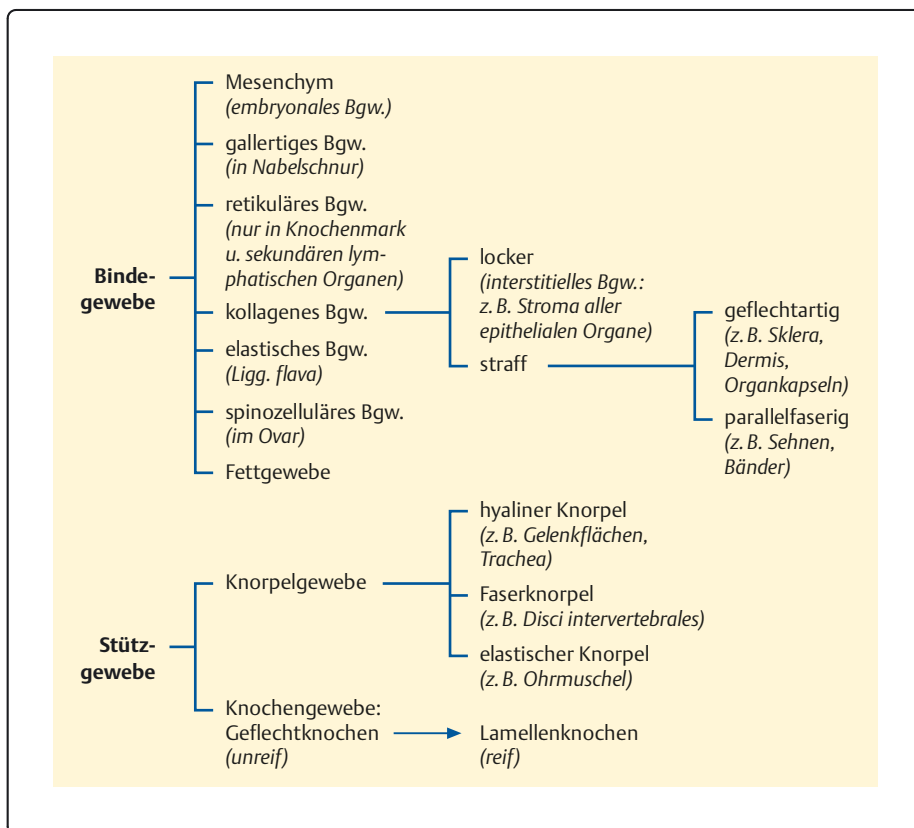 Mesenchym
(embryonales Bgw.)
gallertiges Bgw.
(in Nabelschnur)
retikuläres Bgw.
(nur in Knochenmark
u. sekundären lym-
phatischen Organen)
Binde-
gewebe
kollagenes Bgw.
elastisches Bgw.
(Ligg. flava)
spinozelluläres Bgw.
(im Ovar)
Fettgewebe
locker
(interstitielles Bgw.:
z. B. Stroma aller
epithelialen Organe)
straff
geflechtartig
(z. B. Sklera,
Dermis,
Organkapseln)
parallelfaserig
(z. B. Sehnen,
Bänder)
Stütz-
gewebe
Knorpelgewebe
hyaliner Knorpel
(z. B. Gelenkflächen,
Trachea)
Faserknorpel
(z. B. Disci intervertebrales)
elastischer Knorpel
(z. B. Ohrmuschel)
Knochengewebe:
Geflechtknochen
(unreif)
Lamellenknochen
(reif)